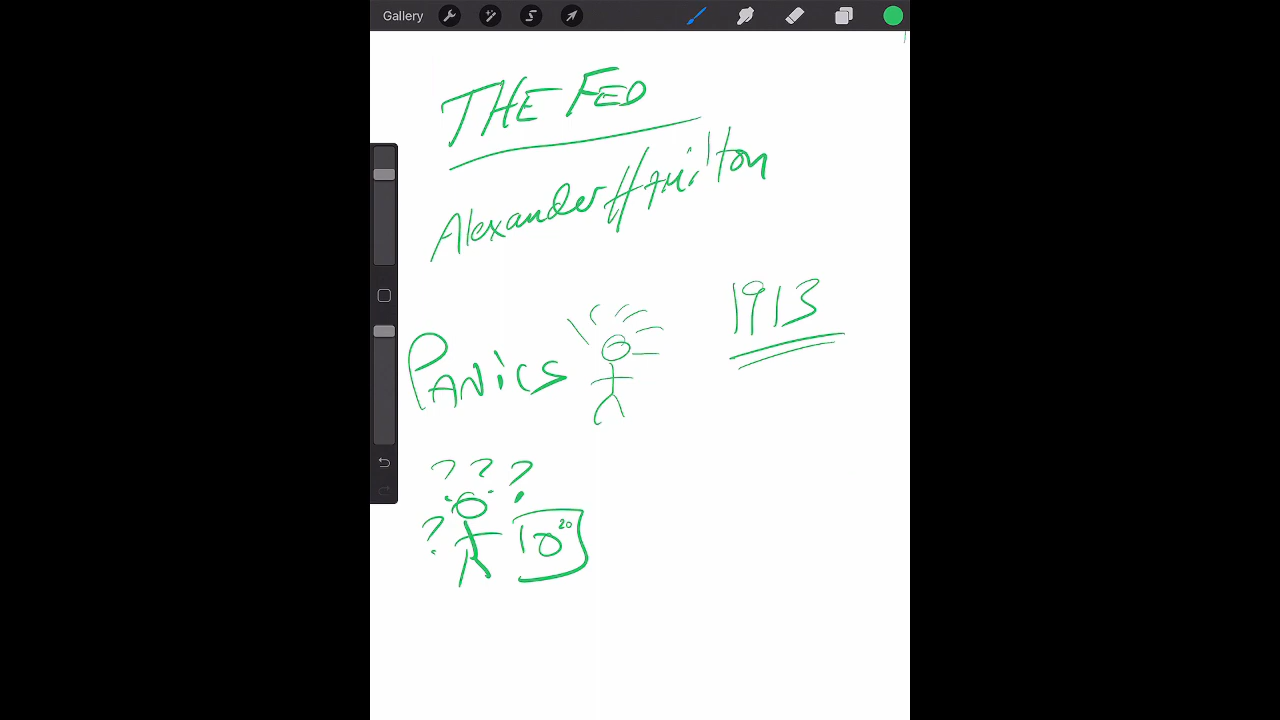 Gallery
THE FED
Alexander HAMilton
1913
PANiCS
? ? ?
?
10²⁰